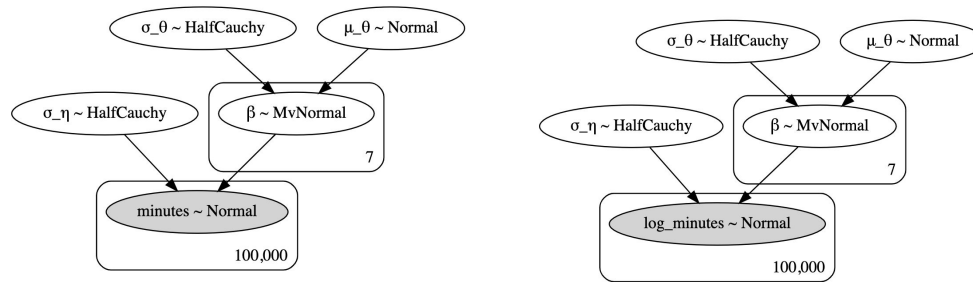 σ_θ ~ HalfCauchy
μ_θ ~ Normal
σ_η ~ HalfCauchy
β ~ MvNormal
7
minutes ~ Normal
100,000
σ_θ ~ HalfCauchy
μ_θ ~ Normal
σ_η ~ HalfCauchy
β ~ MvNormal
7
log_minutes ~ Normal
100,000